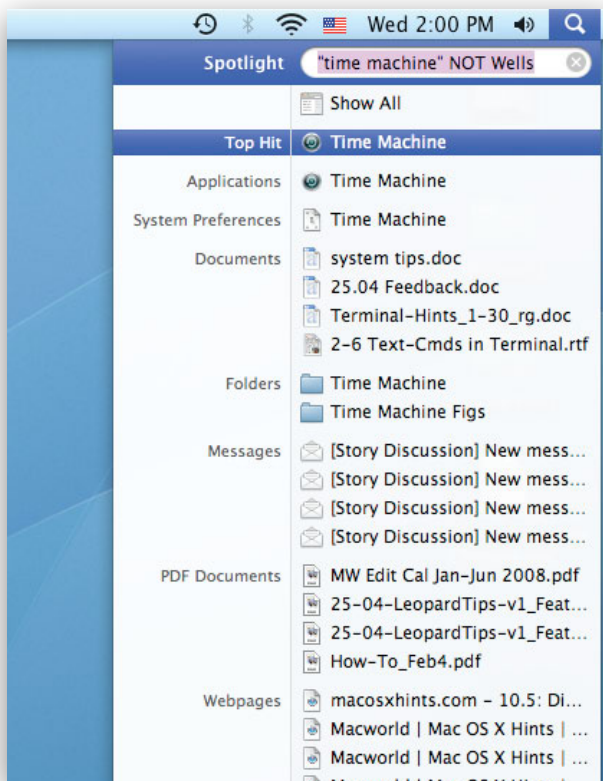 Wed 2:00 PM
Spotlight "time machine" NOT Wells
Show All
Top Hit Time Machine
Applications Time Machine
System Preferences Time Machine
Documents system tips.doc
25.04 Feedback.doc
Terminal-Hints_1-30_rg.doc
2-6 Text-Cmds in Terminal.rtf
Folders Time Machine
Time Machine Figs
Messages [Story Discussion] New mess...
[Story Discussion] New mess...
[Story Discussion] New mess...
[Story Discussion] New mess...
PDF Documents MW Edit Cal Jan-Jun 2008.pdf
25-04-LeopardTips-v1_Feat...
25-04-LeopardTips-v1_Feat...
How-To_Feb4.pdf
Webpages macosxhints.com – 10.5: Di...
Macworld | Mac OS X Hints | ...
Macworld | Mac OS X Hints | ...